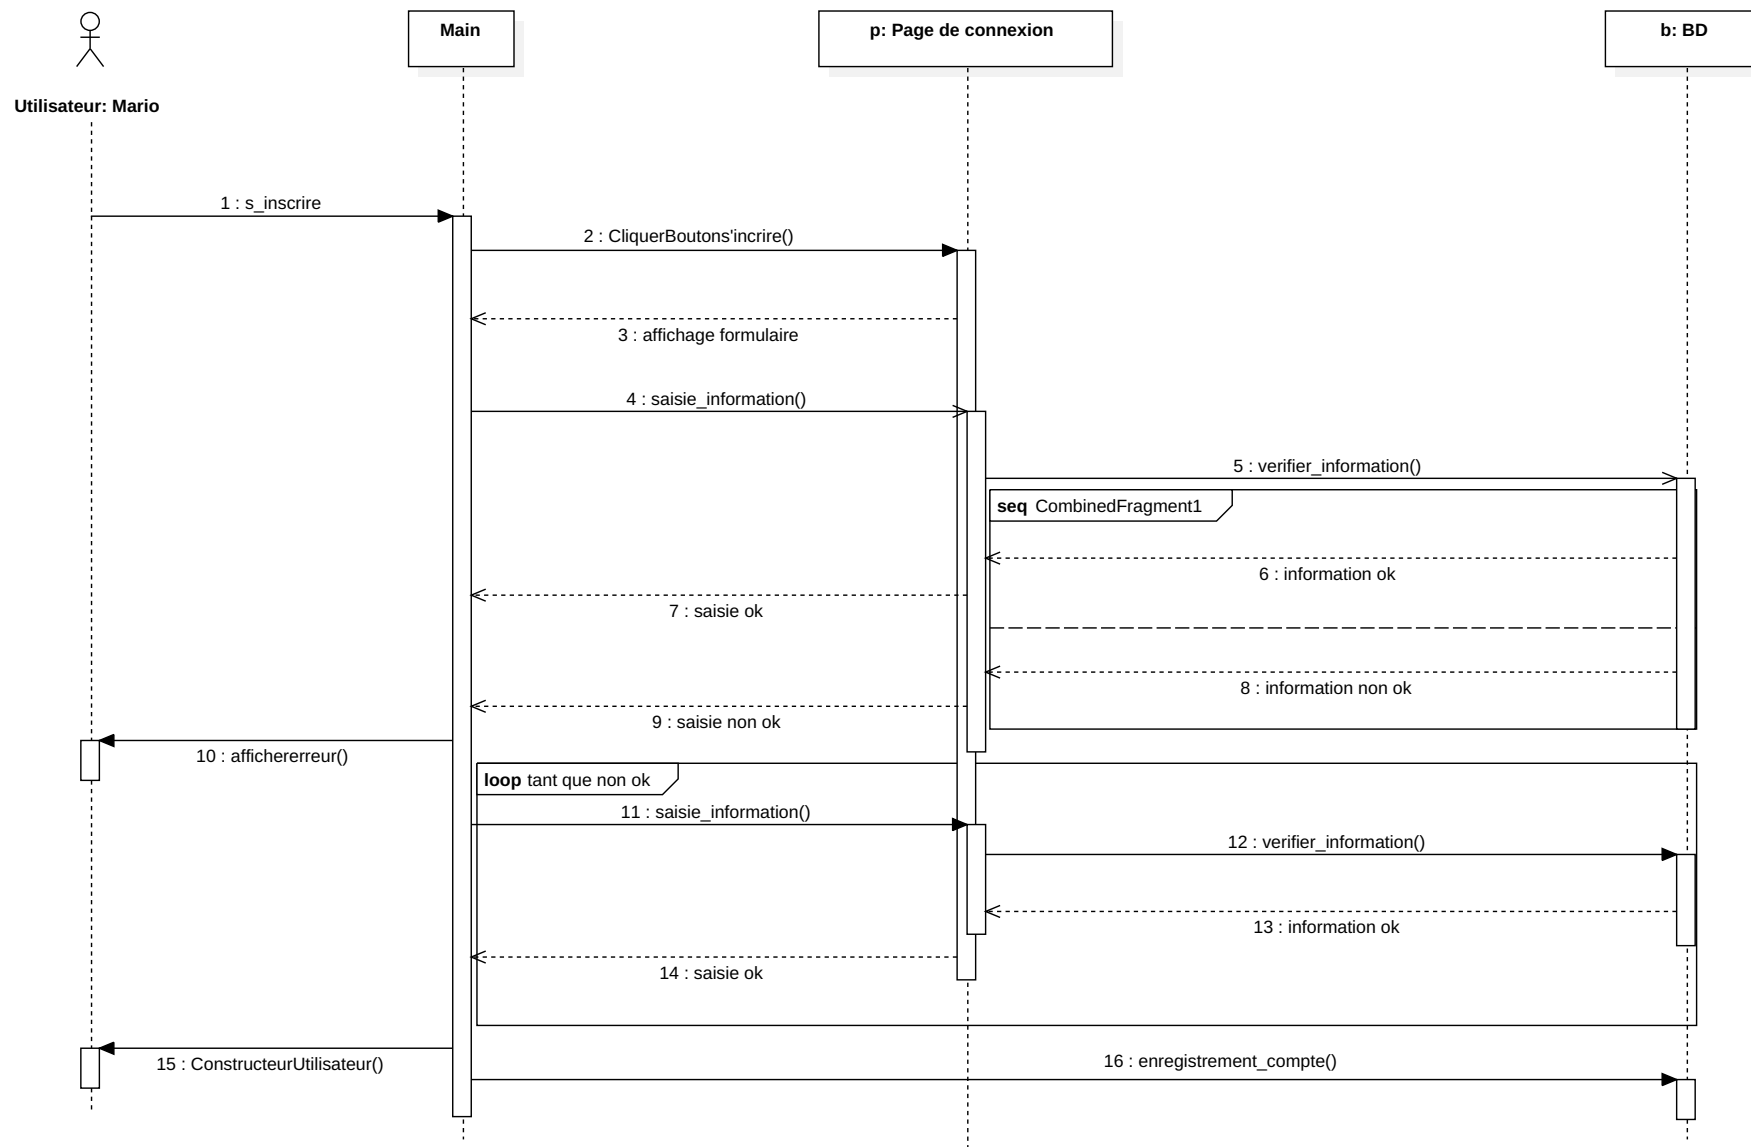 Main
p: Page de connexion
b: BD
Utilisateur: Mario
1 : s_inscrire
2 : CliquerBoutons'incrire()
3 : affichage formulaire
4 : saisie_information()
5 : verifier_information()
seq CombinedFragment1
6 : information ok
7 : saisie ok
8 : information non ok
9 : saisie non ok
10 : affichererreur()
loop tant que non ok
11 : saisie_information()
12 : verifier_information()
13 : information ok
14 : saisie ok
15 : ConstructeurUtilisateur()
16 : enregistrement_compte()